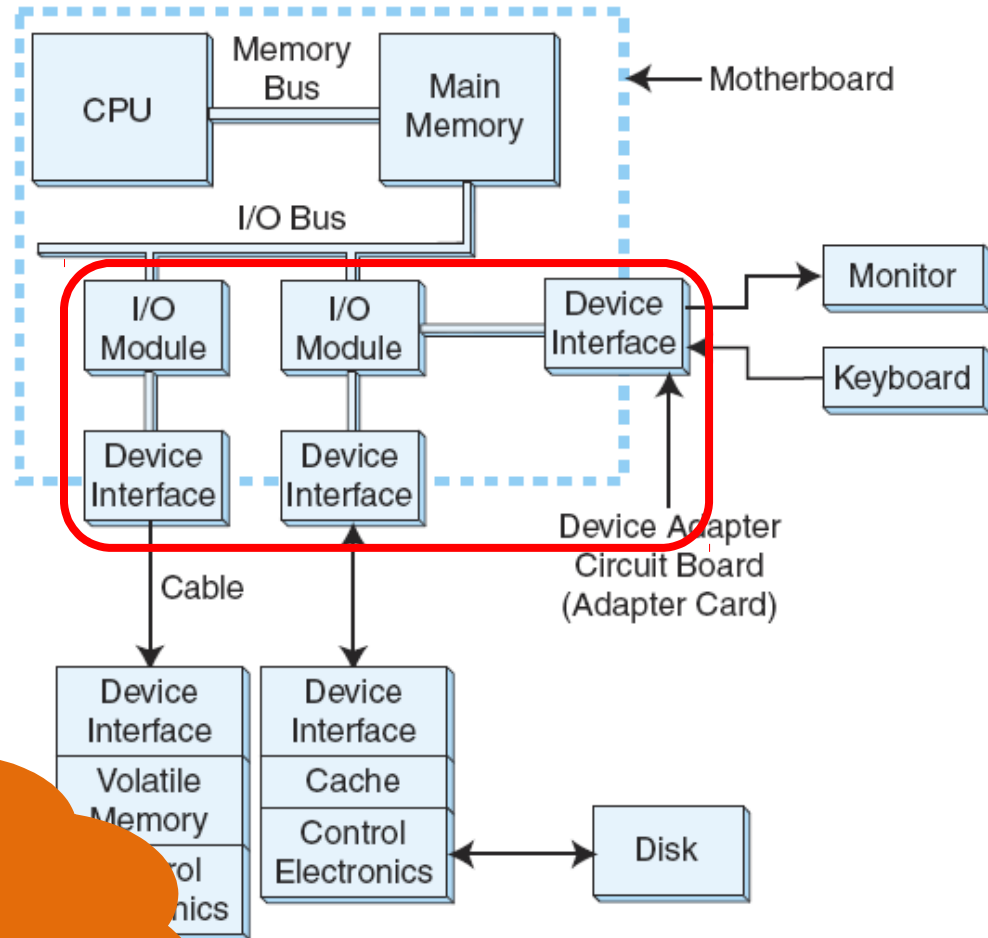 CPU
Memory
Bus
Main
Memory
Motherboard
I/O Bus
I/O
Module
I/O
Module
Device
Interface
Monitor
Keyboard
Device
Interface
Device
Interface
Device Adapter
Circuit Board
(Adapter Card)
Cable
Device
Interface
Volatile
Memory
Device
Interface
Cache
Control
Electronics
Disk